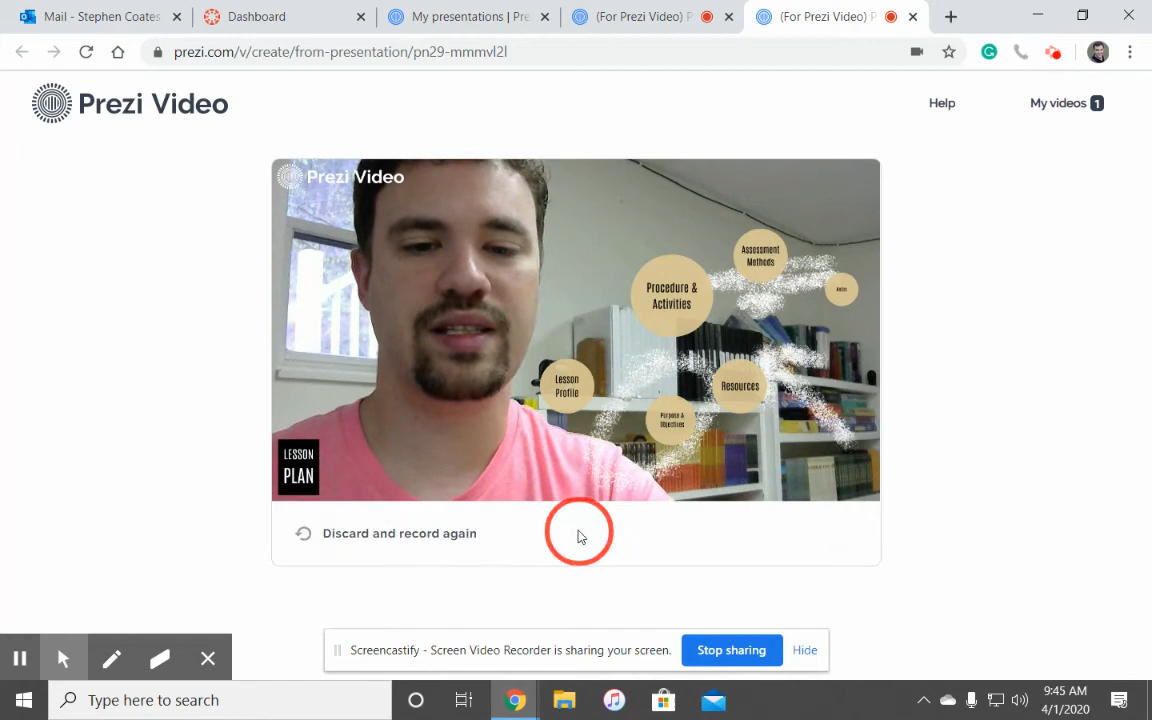 Mail - Stephen Coates
Dashboard
My presentations | Pre
(For Prezi Video) P
(For Prezi Video) P
prezi.com/v/create/from-presentation/pn29-mmmvl2l
Prezi Video
Help
My videos 1
Prezi Video
Assessment
Methods
Procedure &
Activities
Notes
Lesson
Profile
Resources
Purpose &
Objectives
LESSON
PLAN
Discard and record again
Screencastify - Screen Video Recorder is sharing your screen.
Stop sharing
Hide
Type here to search
9:45 AM
4/1/2020